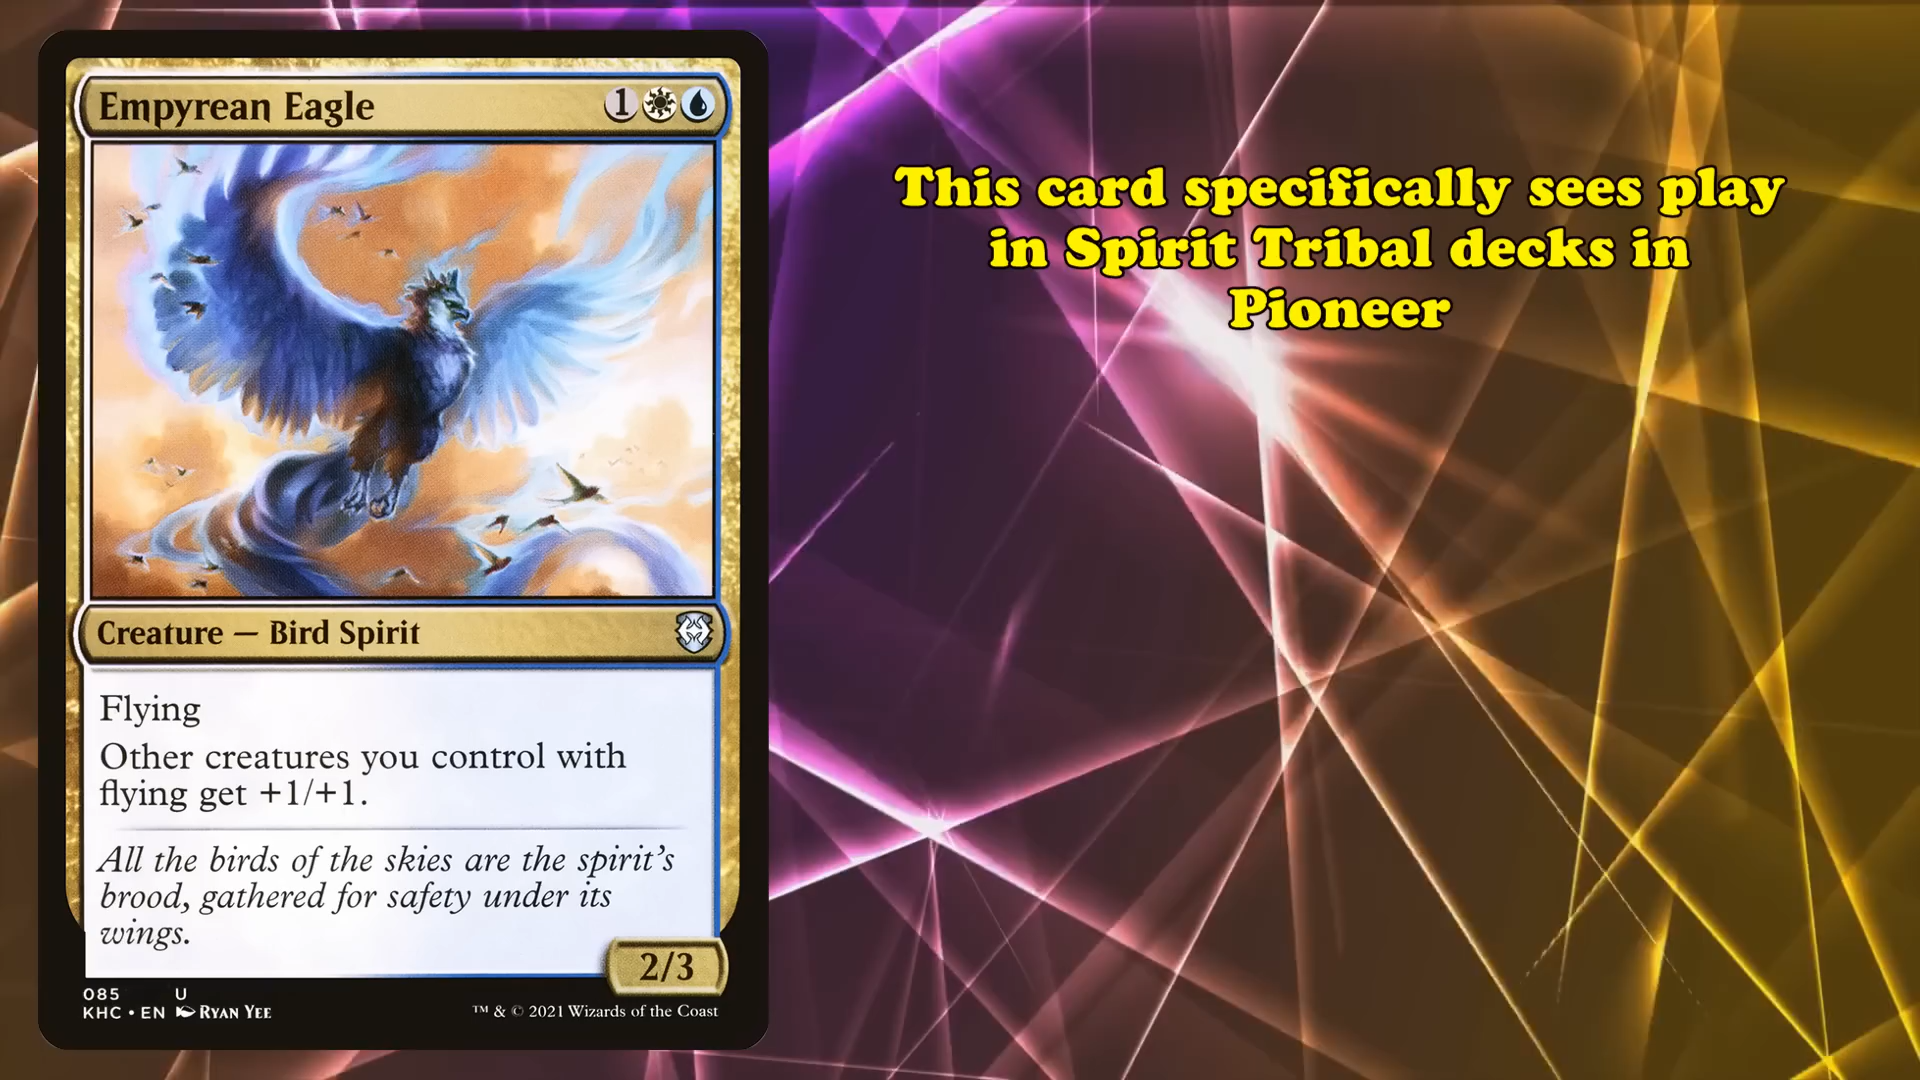 Empyrean Eagle
1
This card specifically sees play
in Spirit Tribal decks in
Pioneer
Creature — Bird Spirit
Flying
Other creatures you control with
flying get +1/+1.
All the birds of the skies are the spirit's
brood, gathered for safety under its
wings.
2/3
085 U
KHC • EN Ryan Yee
™ & © 2021 Wizards of the Coast